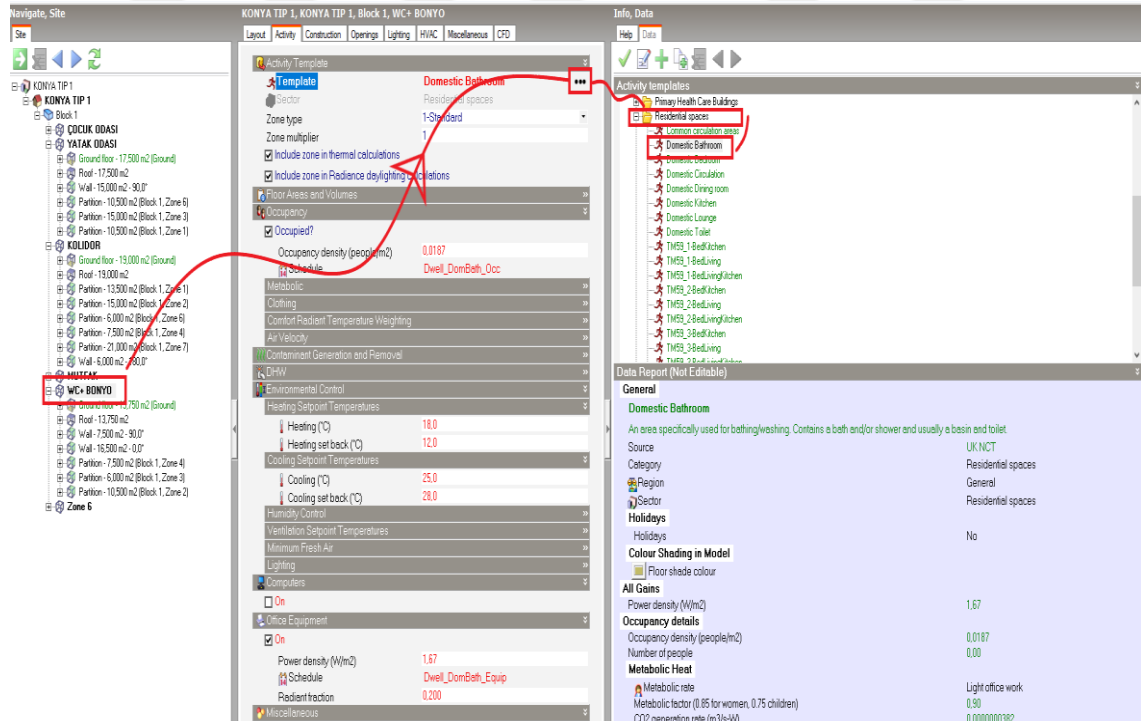 Navigate, Site
Site
KONYA TIP 1
KONYA TIP 1
Block 1
ÇOCUK ODASI
YATAK ODASI
Ground floor - 17,500 m2 (Ground)
Roof - 17,500 m2
Wall - 15,000 m2 - 90,0°
Partition - 10,500 m2 (Block 1, Zone 6)
Partition - 15,000 m2 (Block 1, Zone 3)
Partition - 10,500 m2 (Block 1, Zone 1)
KOLIDOR
Ground floor - 19,000 m2 (Ground)
Roof - 19,000 m2
Partition - 13,500 m2 (Block 1, Zone 1)
Partition - 15,000 m2 (Block 1, Zone 2)
Partition - 6,000 m2 (Block 1, Zone 6)
Partition - 7,500 m2 (Block 1, Zone 4)
Partition - 21,000 m2 (Block 1, Zone 7)
Wall - 6,000 m2 - 180,0°
MUTFAK
WC+ BONYO
Ground floor - 13,750 m2 (Ground)
Roof - 13,750 m2
Wall - 7,500 m2 - 90,0°
Wall - 16,500 m2 - 0,0°
Partition - 7,500 m2 (Block 1, Zone 4)
Partition - 6,000 m2 (Block 1, Zone 3)
Partition - 10,500 m2 (Block 1, Zone 2)
Zone 6
KONYA TIP 1, KONYA TIP 1, Block 1, WC+ BONYO
Layout Activity Construction Openings Lighting HVAC Miscellaneous CFD
Activity Template
Template Domestic Bathroom ...
Sector Residential spaces
Zone type 1-Standard
Zone multiplier 1
Include zone in thermal calculations
Include zone in Radiance daylighting calculations
Floor Areas and Volumes
Occupancy
Occupied?
Occupancy density (people/m2) 0,0187
Schedule Dwell_DomBath_Occ
Metabolic
Clothing
Comfort Radiant Temperature Weighting
Air Velocity
Contaminant Generation and Removal
DHW
Environmental Control
Heating Setpoint Temperatures
Heating (°C) 18,0
Heating set back (°C) 12,0
Cooling Setpoint Temperatures
Cooling (°C) 25,0
Cooling set back (°C) 28,0
Humidity Control
Ventilation Setpoint Temperatures
Minimum Fresh Air
Lighting
Computers
On
Office Equipment
On
Power density (W/m2) 1,67
Schedule Dwell_DomBath_Equip
Radiant fraction 0,200
Miscellaneous
Info, Data
Help Data
Activity templates
Primary Health Care Buildings
Residential spaces
Common circulation areas
Domestic Bathroom
Domestic Bedroom
Domestic Circulation
Domestic Dining room
Domestic Kitchen
Domestic Lounge
Domestic Toilet
TM59_1-BedKitchen
TM59_1-BedLiving
TM59_1-BedLivingKitchen
TM59_2-BedKitchen
TM59_2-BedLiving
TM59_2-BedLivingKitchen
TM59_3-BedKitchen
TM59_3-BedLiving
TM59_3-BedLivingKitchen
Data Report (Not Editable)
General
Domestic Bathroom
An area specifically used for bathing/washing. Contains a bath and/or shower and usually a basin and toilet.
Source UK NCT
Category Residential spaces
Region General
Sector Residential spaces
Holidays
Holidays No
Colour Shading in Model
Floor shade colour
All Gains
Power density (W/m2) 1,67
Occupancy details
Occupancy density (people/m2) 0,0187
Number of people 0,00
Metabolic Heat
Metabolic rate Light office work
Metabolic factor (0.85 for women, 0.75 children) 0,90
CO2 generation rate (m3/s-W) 0,0000000382